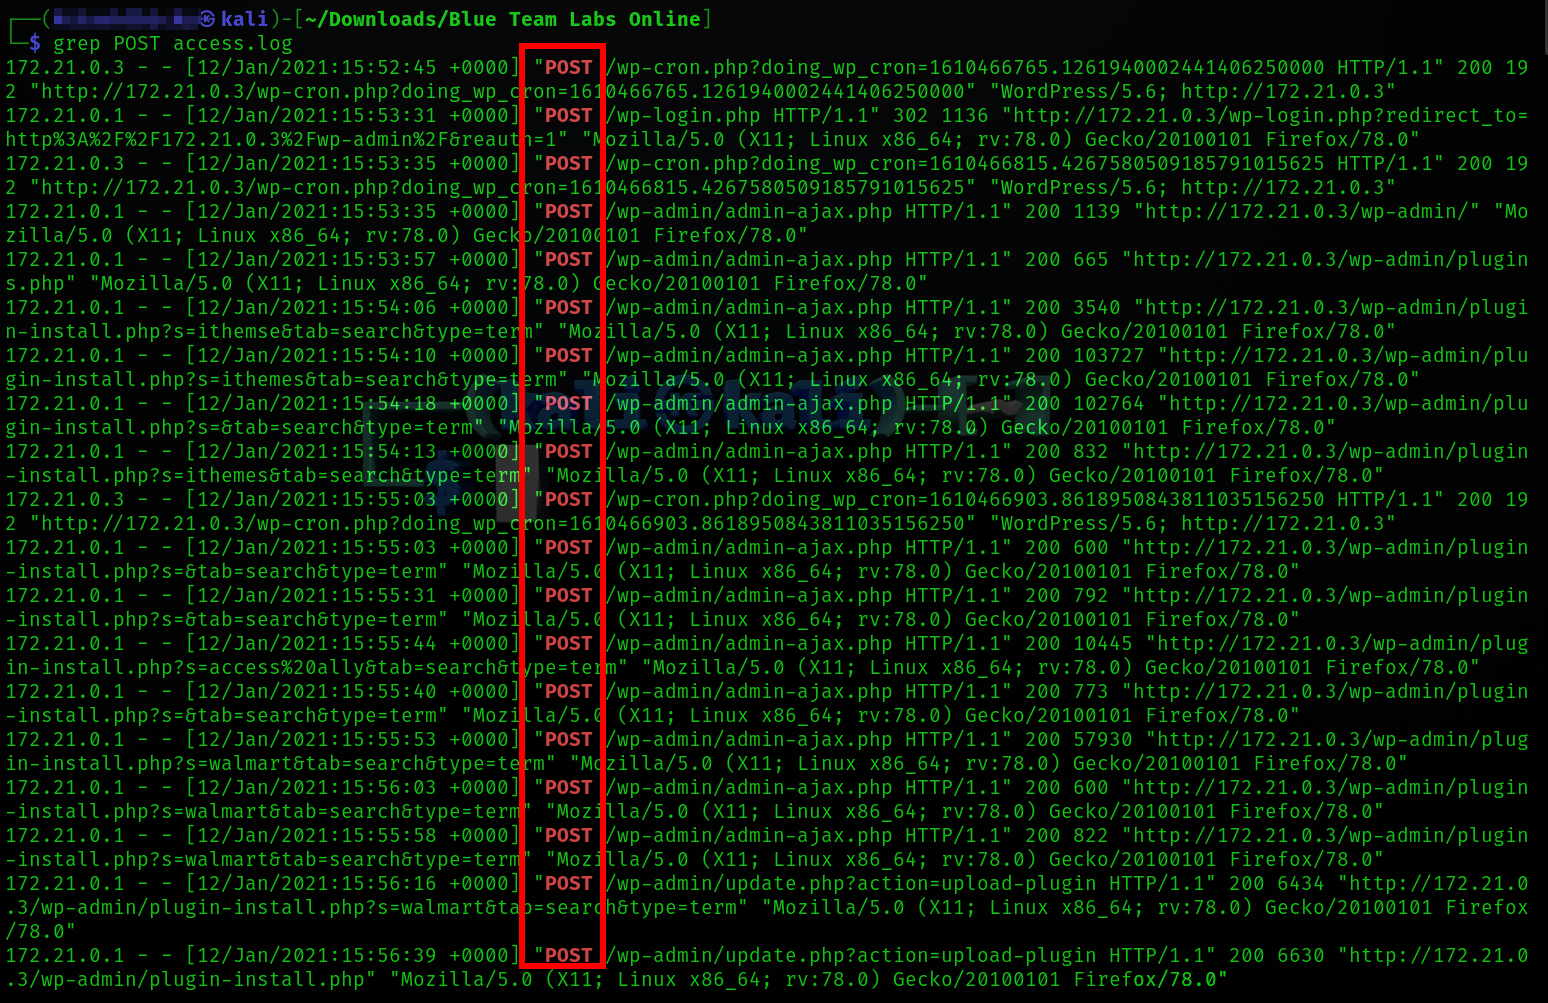 ㉿kali)-[~/Downloads/Blue Team Labs Online]
$ grep POST access.log
172.21.0.3 - - [12/Jan/2021:15:52:45 +0000] "POST /wp-cron.php?doing_wp_cron=1610466765.1261940002441406250000 HTTP/1.1" 200 19
2 "http://172.21.0.3/wp-cron.php?doing_wp_cron=1610466765.1261940002441406250000" "WordPress/5.6; http://172.21.0.3"
172.21.0.1 - - [12/Jan/2021:15:53:31 +0000] "POST /wp-login.php HTTP/1.1" 302 1136 "http://172.21.0.3/wp-login.php?redirect_to=
http%3A%2F%2F172.21.0.3%2Fwp-admin%2F&reauth=1" "Mozilla/5.0 (X11; Linux x86_64; rv:78.0) Gecko/20100101 Firefox/78.0"
172.21.0.3 - - [12/Jan/2021:15:53:35 +0000] "POST /wp-cron.php?doing_wp_cron=1610466815.4267580509185791015625 HTTP/1.1" 200 19
2 "http://172.21.0.3/wp-cron.php?doing_wp_cron=1610466815.4267580509185791015625" "WordPress/5.6; http://172.21.0.3"
172.21.0.1 - - [12/Jan/2021:15:53:35 +0000] "POST /wp-admin/admin-ajax.php HTTP/1.1" 200 1139 "http://172.21.0.3/wp-admin/" "Mo
zilla/5.0 (X11; Linux x86_64; rv:78.0) Gecko/20100101 Firefox/78.0"
172.21.0.1 - - [12/Jan/2021:15:53:57 +0000] "POST /wp-admin/admin-ajax.php HTTP/1.1" 200 665 "http://172.21.0.3/wp-admin/plugin
s.php" "Mozilla/5.0 (X11; Linux x86_64; rv:78.0) Gecko/20100101 Firefox/78.0"
172.21.0.1 - - [12/Jan/2021:15:54:06 +0000] "POST /wp-admin/admin-ajax.php HTTP/1.1" 200 3540 "http://172.21.0.3/wp-admin/plugi
n-install.php?s=ithemse&tab=search&type=term" "Mozilla/5.0 (X11; Linux x86_64; rv:78.0) Gecko/20100101 Firefox/78.0"
172.21.0.1 - - [12/Jan/2021:15:54:10 +0000] "POST /wp-admin/admin-ajax.php HTTP/1.1" 200 103727 "http://172.21.0.3/wp-admin/plu
gin-install.php?s=ithemes&tab=search&type=term" "Mozilla/5.0 (X11; Linux x86_64; rv:78.0) Gecko/20100101 Firefox/78.0"
172.21.0.1 - - [12/Jan/2021:15:54:18 +0000] "POST /wp-admin/admin-ajax.php HTTP/1.1" 200 102764 "http://172.21.0.3/wp-admin/plu
gin-install.php?s=&tab=search&type=term" "Mozilla/5.0 (X11; Linux x86_64; rv:78.0) Gecko/20100101 Firefox/78.0"
172.21.0.1 - - [12/Jan/2021:15:54:13 +0000] "POST /wp-admin/admin-ajax.php HTTP/1.1" 200 832 "http://172.21.0.3/wp-admin/plugin
-install.php?s=ithemes&tab=search&type=term" "Mozilla/5.0 (X11; Linux x86_64; rv:78.0) Gecko/20100101 Firefox/78.0"
172.21.0.3 - - [12/Jan/2021:15:55:03 +0000] "POST /wp-cron.php?doing_wp_cron=1610466903.8618950843811035156250 HTTP/1.1" 200 19
2 "http://172.21.0.3/wp-cron.php?doing_wp_cron=1610466903.8618950843811035156250" "WordPress/5.6; http://172.21.0.3"
172.21.0.1 - - [12/Jan/2021:15:55:03 +0000] "POST /wp-admin/admin-ajax.php HTTP/1.1" 200 600 "http://172.21.0.3/wp-admin/plugin
-install.php?s=&tab=search&type=term" "Mozilla/5.0 (X11; Linux x86_64; rv:78.0) Gecko/20100101 Firefox/78.0"
172.21.0.1 - - [12/Jan/2021:15:55:31 +0000] "POST /wp-admin/admin-ajax.php HTTP/1.1" 200 792 "http://172.21.0.3/wp-admin/plugin
-install.php?s=&tab=search&type=term" "Mozilla/5.0 (X11; Linux x86_64; rv:78.0) Gecko/20100101 Firefox/78.0"
172.21.0.1 - - [12/Jan/2021:15:55:44 +0000] "POST /wp-admin/admin-ajax.php HTTP/1.1" 200 10445 "http://172.21.0.3/wp-admin/plug
in-install.php?s=access%20ally&tab=search&type=term" "Mozilla/5.0 (X11; Linux x86_64; rv:78.0) Gecko/20100101 Firefox/78.0"
172.21.0.1 - - [12/Jan/2021:15:55:40 +0000] "POST /wp-admin/admin-ajax.php HTTP/1.1" 200 773 "http://172.21.0.3/wp-admin/plugin
-install.php?s=&tab=search&type=term" "Mozilla/5.0 (X11; Linux x86_64; rv:78.0) Gecko/20100101 Firefox/78.0"
172.21.0.1 - - [12/Jan/2021:15:55:53 +0000] "POST /wp-admin/admin-ajax.php HTTP/1.1" 200 57930 "http://172.21.0.3/wp-admin/plug
in-install.php?s=walmart&tab=search&type=term" "Mozilla/5.0 (X11; Linux x86_64; rv:78.0) Gecko/20100101 Firefox/78.0"
172.21.0.1 - - [12/Jan/2021:15:56:03 +0000] "POST /wp-admin/admin-ajax.php HTTP/1.1" 200 600 "http://172.21.0.3/wp-admin/plugin
-install.php?s=walmart&tab=search&type=term" "Mozilla/5.0 (X11; Linux x86_64; rv:78.0) Gecko/20100101 Firefox/78.0"
172.21.0.1 - - [12/Jan/2021:15:55:58 +0000] "POST /wp-admin/admin-ajax.php HTTP/1.1" 200 822 "http://172.21.0.3/wp-admin/plugin
-install.php?s=walmart&tab=search&type=term" "Mozilla/5.0 (X11; Linux x86_64; rv:78.0) Gecko/20100101 Firefox/78.0"
172.21.0.1 - - [12/Jan/2021:15:56:16 +0000] "POST /wp-admin/update.php?action=upload-plugin HTTP/1.1" 200 6434 "http://172.21.0
.3/wp-admin/plugin-install.php?s=walmart&tab=search&type=term" "Mozilla/5.0 (X11; Linux x86_64; rv:78.0) Gecko/20100101 Firefox
/78.0"
172.21.0.1 - - [12/Jan/2021:15:56:39 +0000] "POST /wp-admin/update.php?action=upload-plugin HTTP/1.1" 200 6630 "http://172.21.0
.3/wp-admin/plugin-install.php" "Mozilla/5.0 (X11; Linux x86_64; rv:78.0) Gecko/20100101 Firefox/78.0"